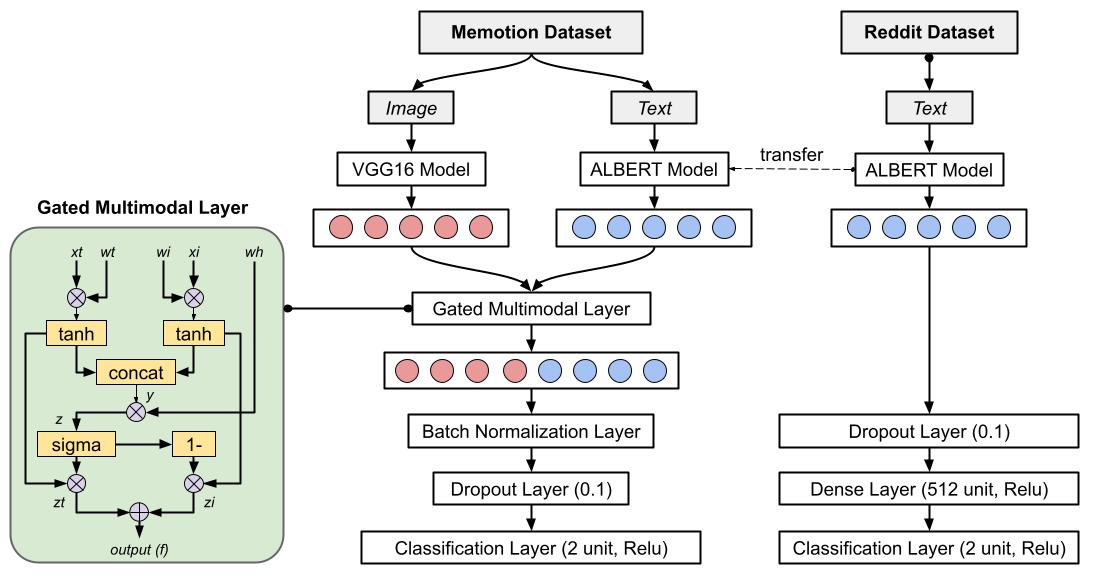 Memotion Dataset
Reddit Dataset
Image
Text
Text
VGG16 Model
ALBERT Model
transfer
ALBERT Model
Gated Multimodal Layer
xt wt wi xi wh
tanh tanh
concat
y
z
sigma 1-
zt zi
output (f)
Gated Multimodal Layer
Batch Normalization Layer
Dropout Layer (0.1)
Classification Layer (2 unit, Relu)
Dropout Layer (0.1)
Dense Layer (512 unit, Relu)
Classification Layer (2 unit, Relu)